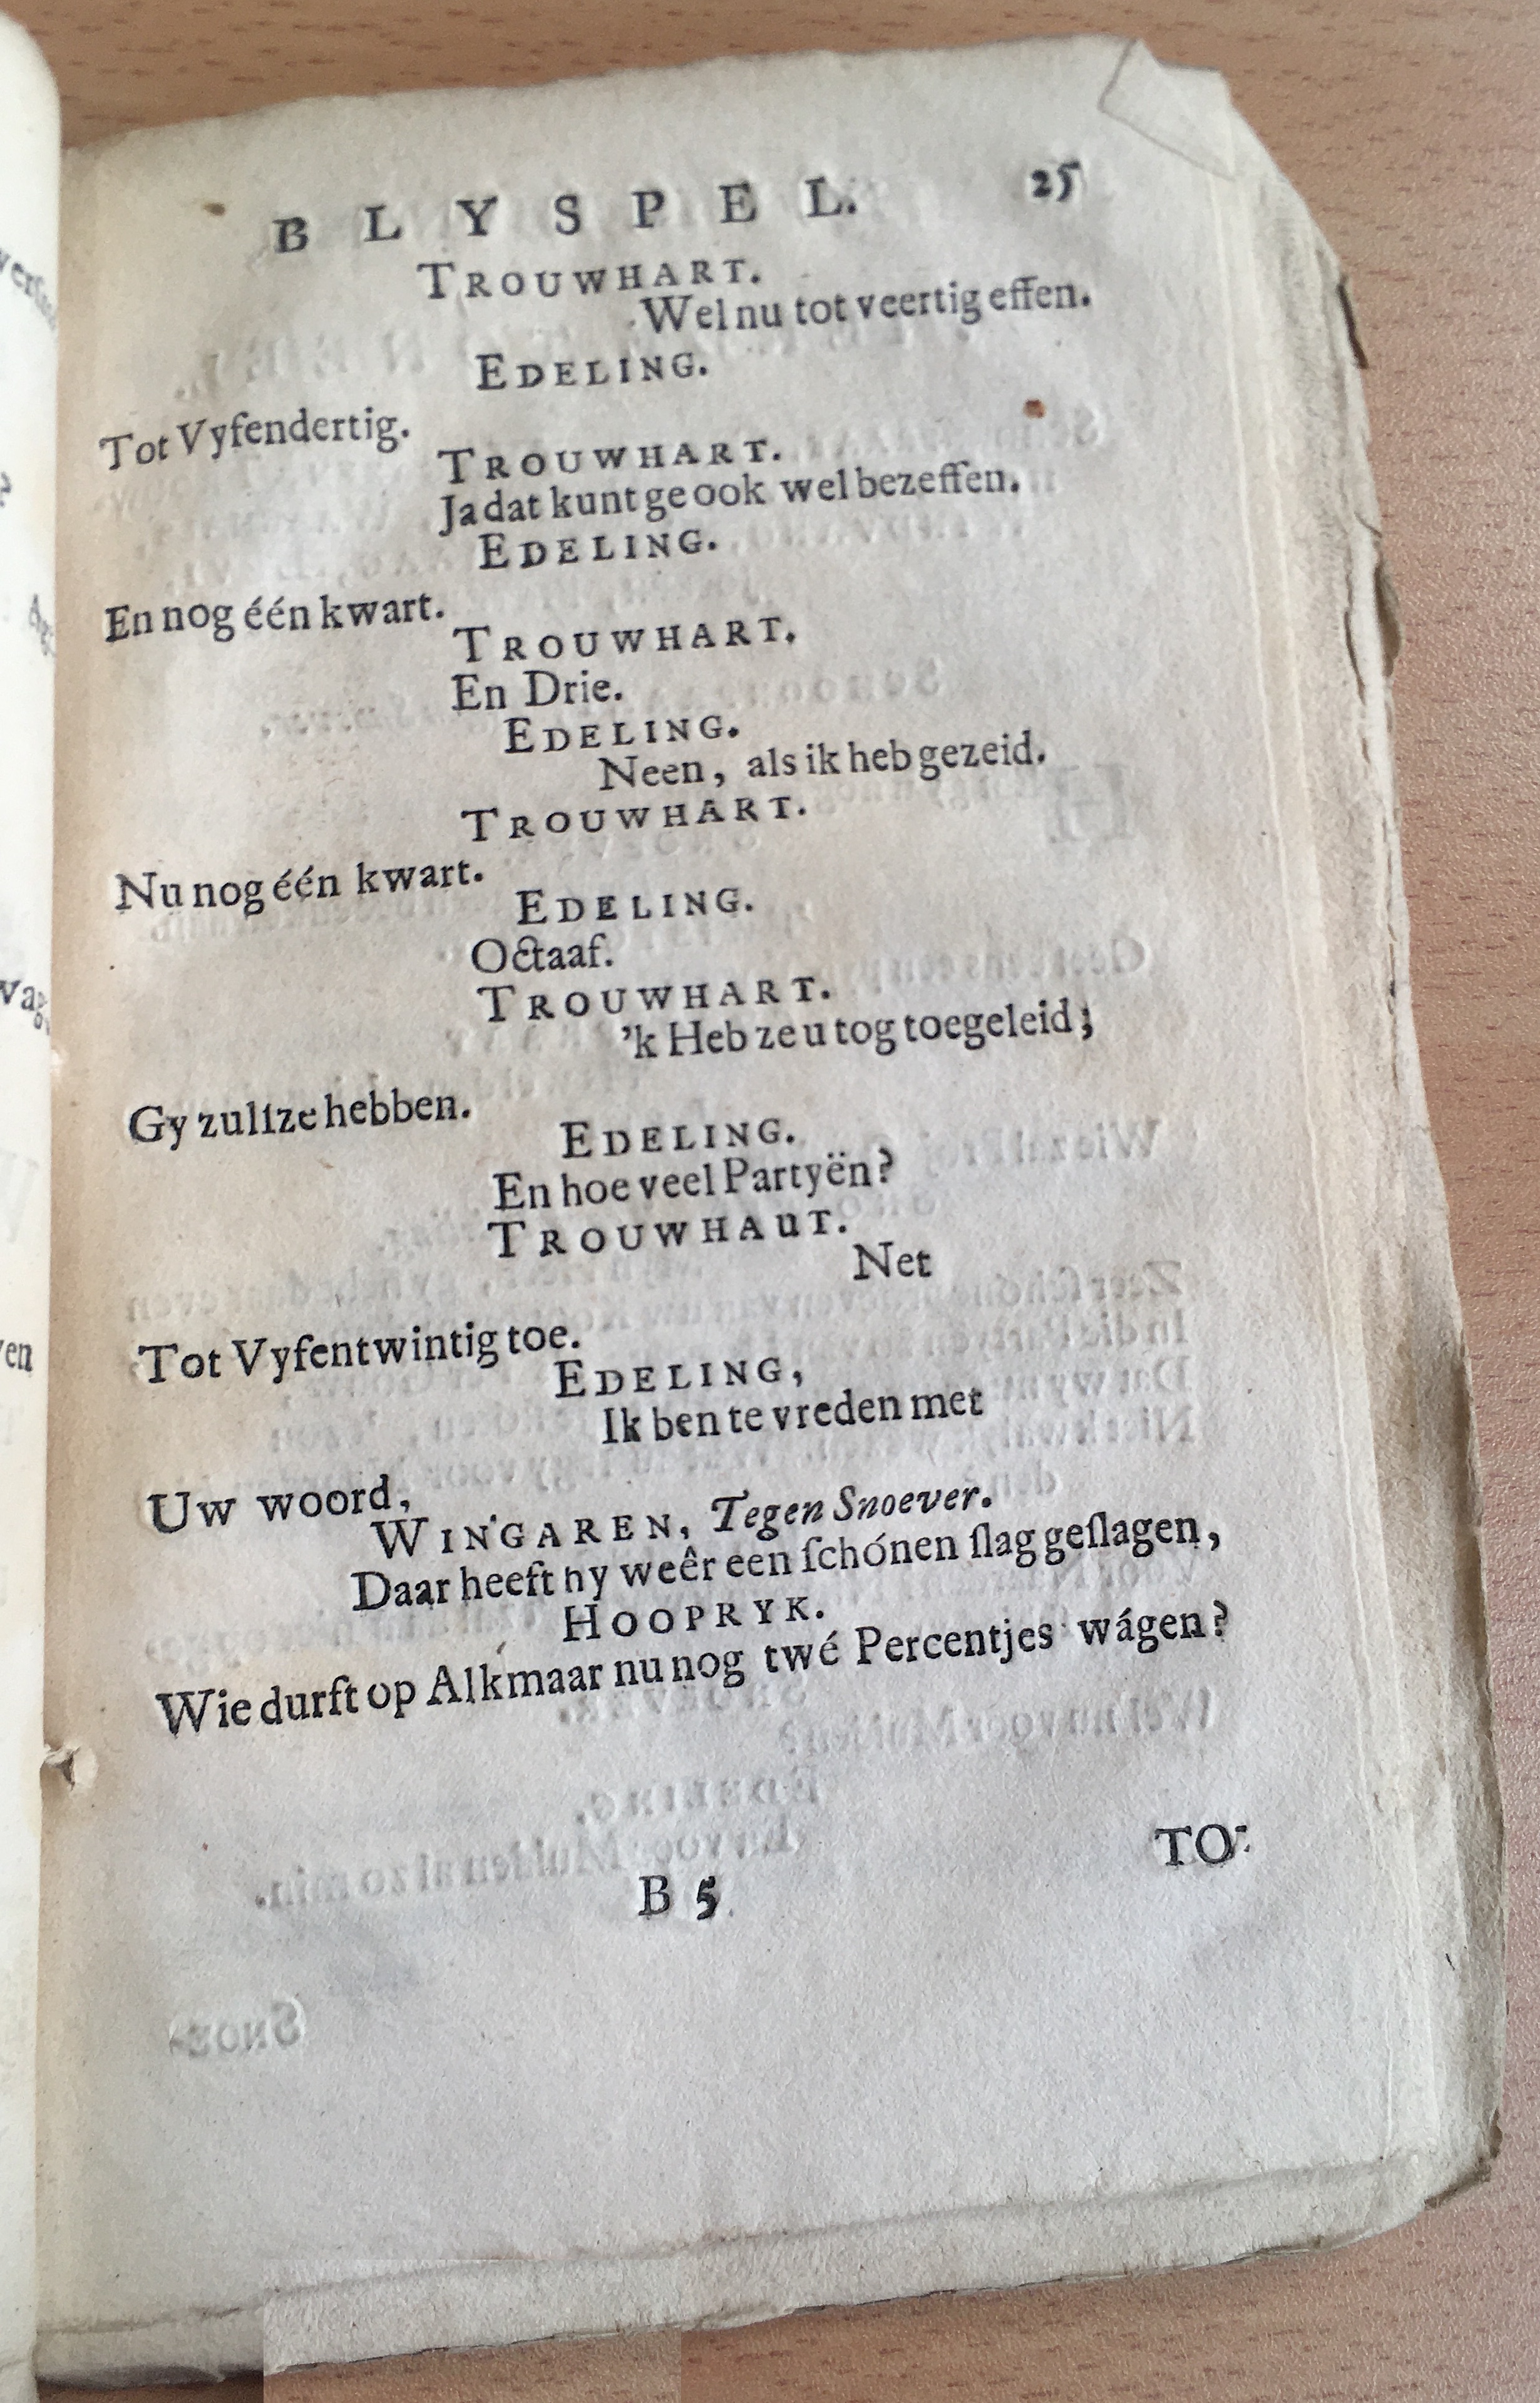 BLYSPEL. 25
TROUWHART.
Wel nu tot veertig effen.
EDELING.
Tot Vyfendertig.
TROUWHART.
Ja dat kunt ge ook wel bezeffen.
EDELING.
En nog één kwart.
TROUWHART.
En Drie.
EDELING.
Neen, als ik heb gezeid.
TROUWHART.
Nu nog één kwart.
EDELING.
Octaaf.
TROUWHART.
'k Heb ze u tog toegeleid;
Gy zult ze hebben.
EDELING.
En hoe veel Partyën?
TROUWHAUT.
Net
Tot Vyfentwintig toe.
EDELING,
Ik ben te vreden met
Uw woord,
WINGAREN, Tegen Snoever.
Daar heeft hy weêr een ſchónen ſlag geſlagen,
HOOPRYK.
Wie durft op Alkmaar nu nog twé Percentjes wágen?
B 5
TO-